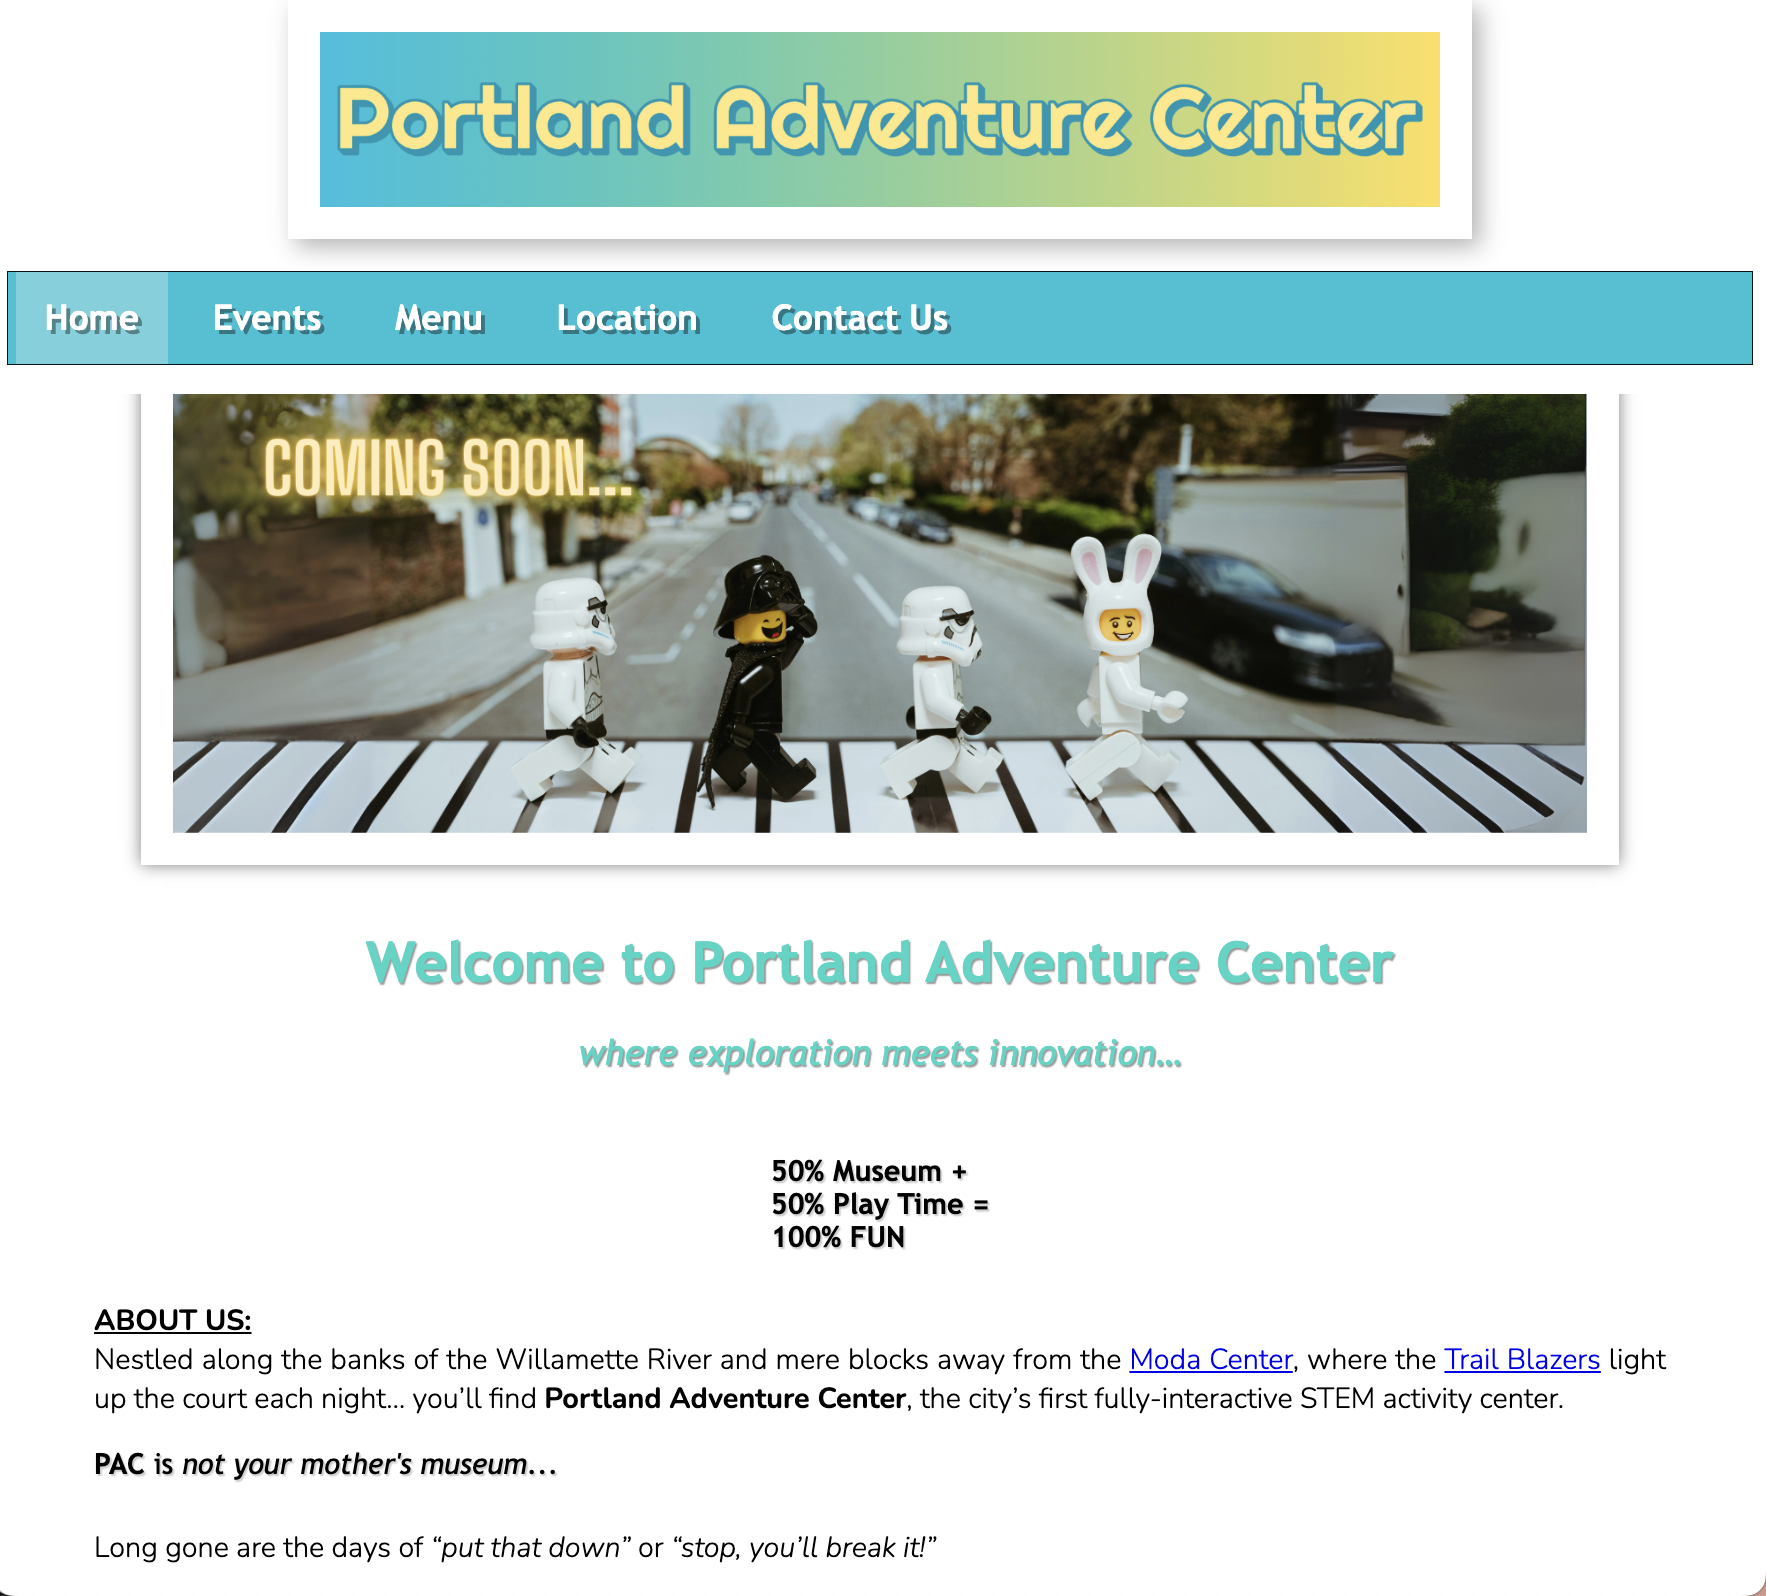 Portland Adventure Center
Home Events Menu Location Contact Us
COMING SOON...
Welcome to Portland Adventure Center
where exploration meets innovation...
50% Museum +
50% Play Time =
100% FUN
ABOUT US:
Nestled along the banks of the Willamette River and mere blocks away from the Moda Center, where the Trail Blazers light
up the court each night... you’ll find Portland Adventure Center, the city’s first fully-interactive STEM activity center.
PAC is not your mother's museum...
Long gone are the days of “put that down” or “stop, you’ll break it!”